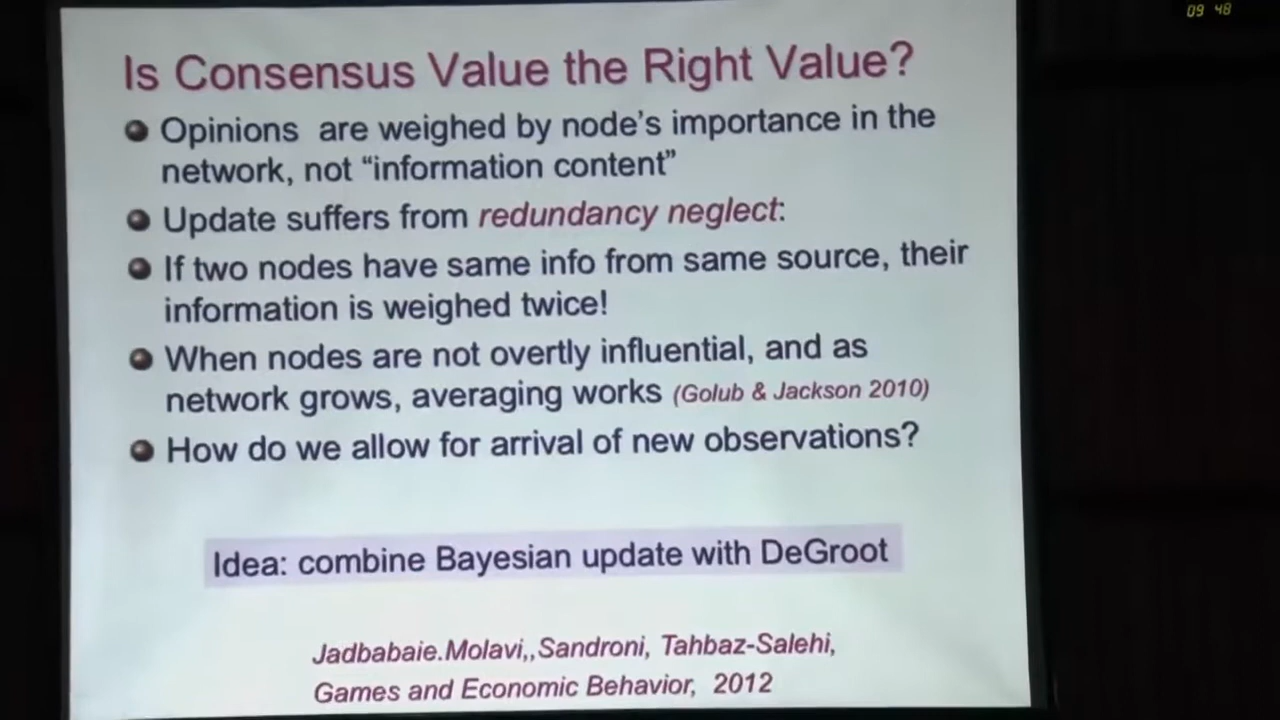 09 48
Is Consensus Value the Right Value?
Opinions are weighed by node's importance in the
network, not “information content”
Update suffers from redundancy neglect:
If two nodes have same info from same source, their
information is weighed twice!
When nodes are not overtly influential, and as
network grows, averaging works (Golub & Jackson 2010)
How do we allow for arrival of new observations?
Idea: combine Bayesian update with DeGroot
Jadbabaie.Molavi,,Sandroni, Tahbaz-Salehi,
Games and Economic Behavior, 2012